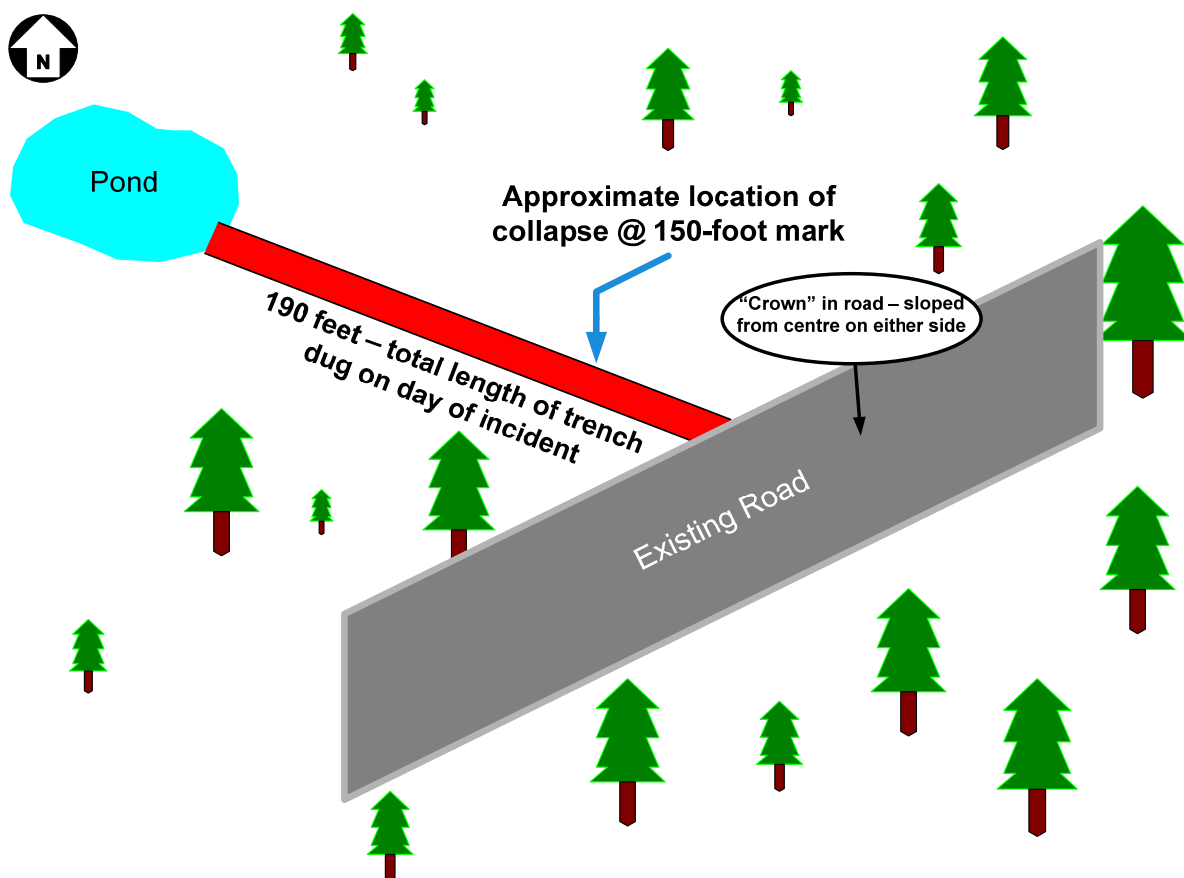 N
Pond
Approximate location of
collapse @ 150-foot mark
“Crown” in road – sloped
from centre on either side
190 feet – total length of trench
dug on day of incident
Existing Road